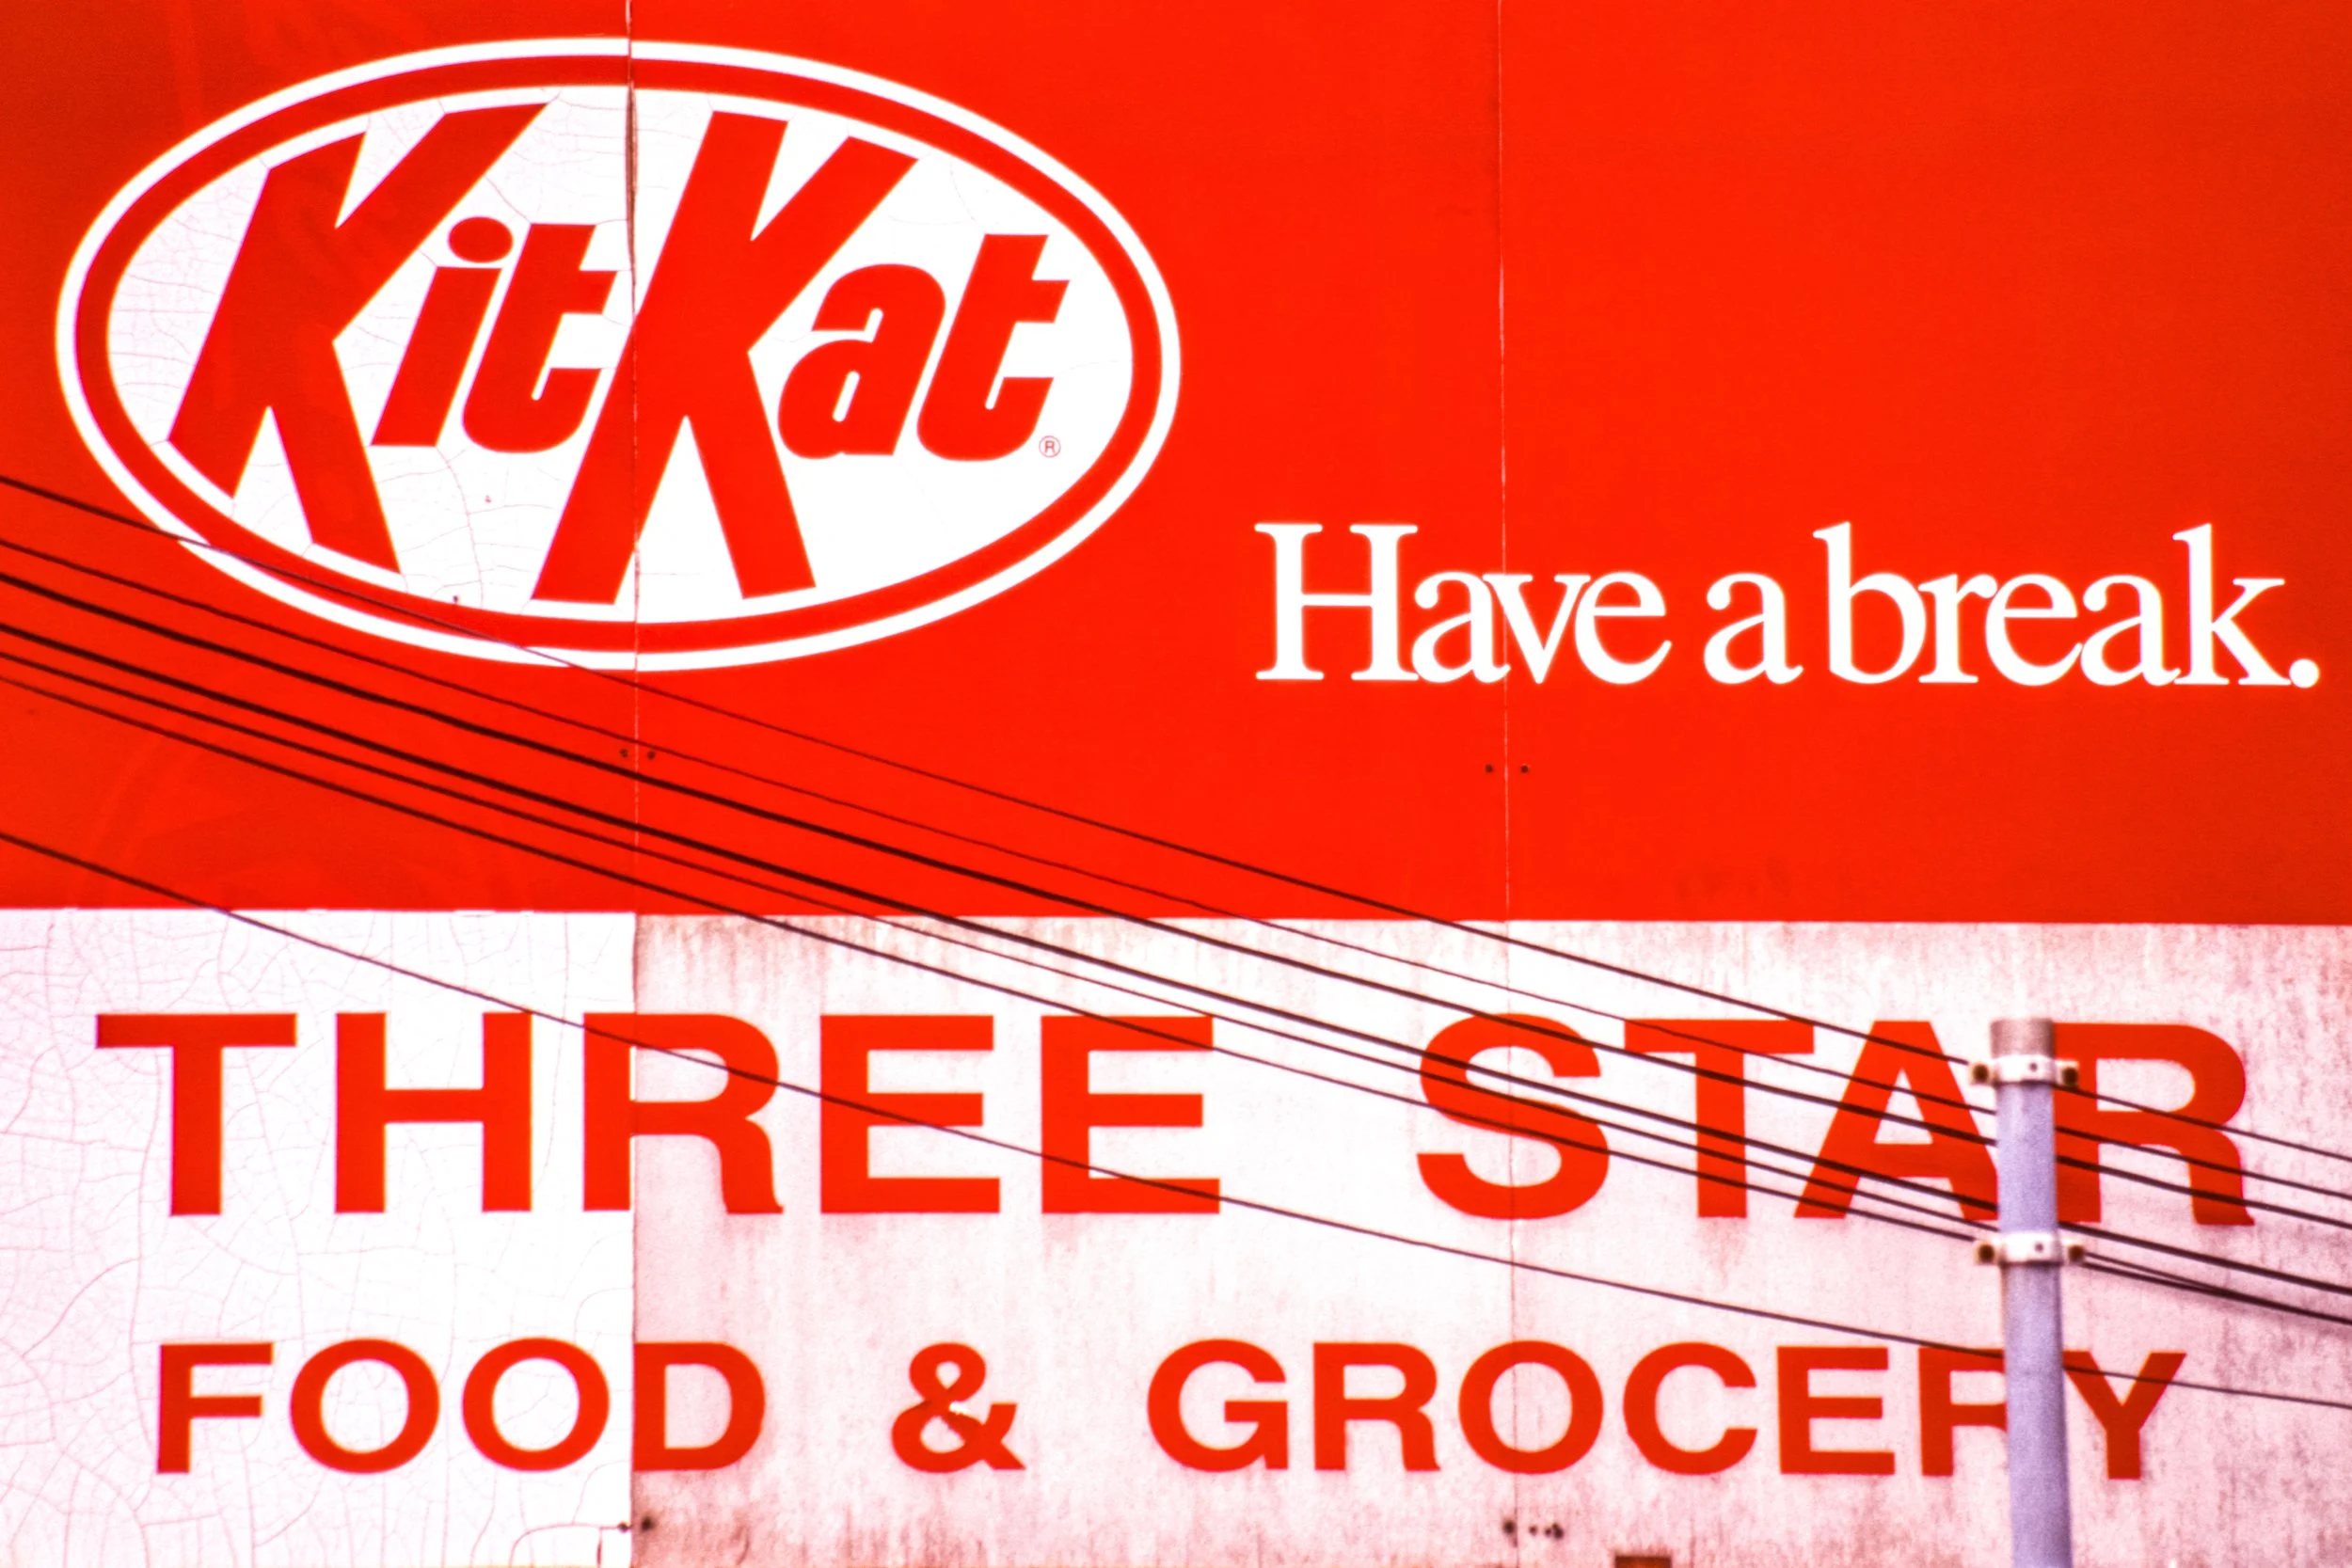 KitKat®
Have a break.
THREE STAR
FOOD & GROCERY